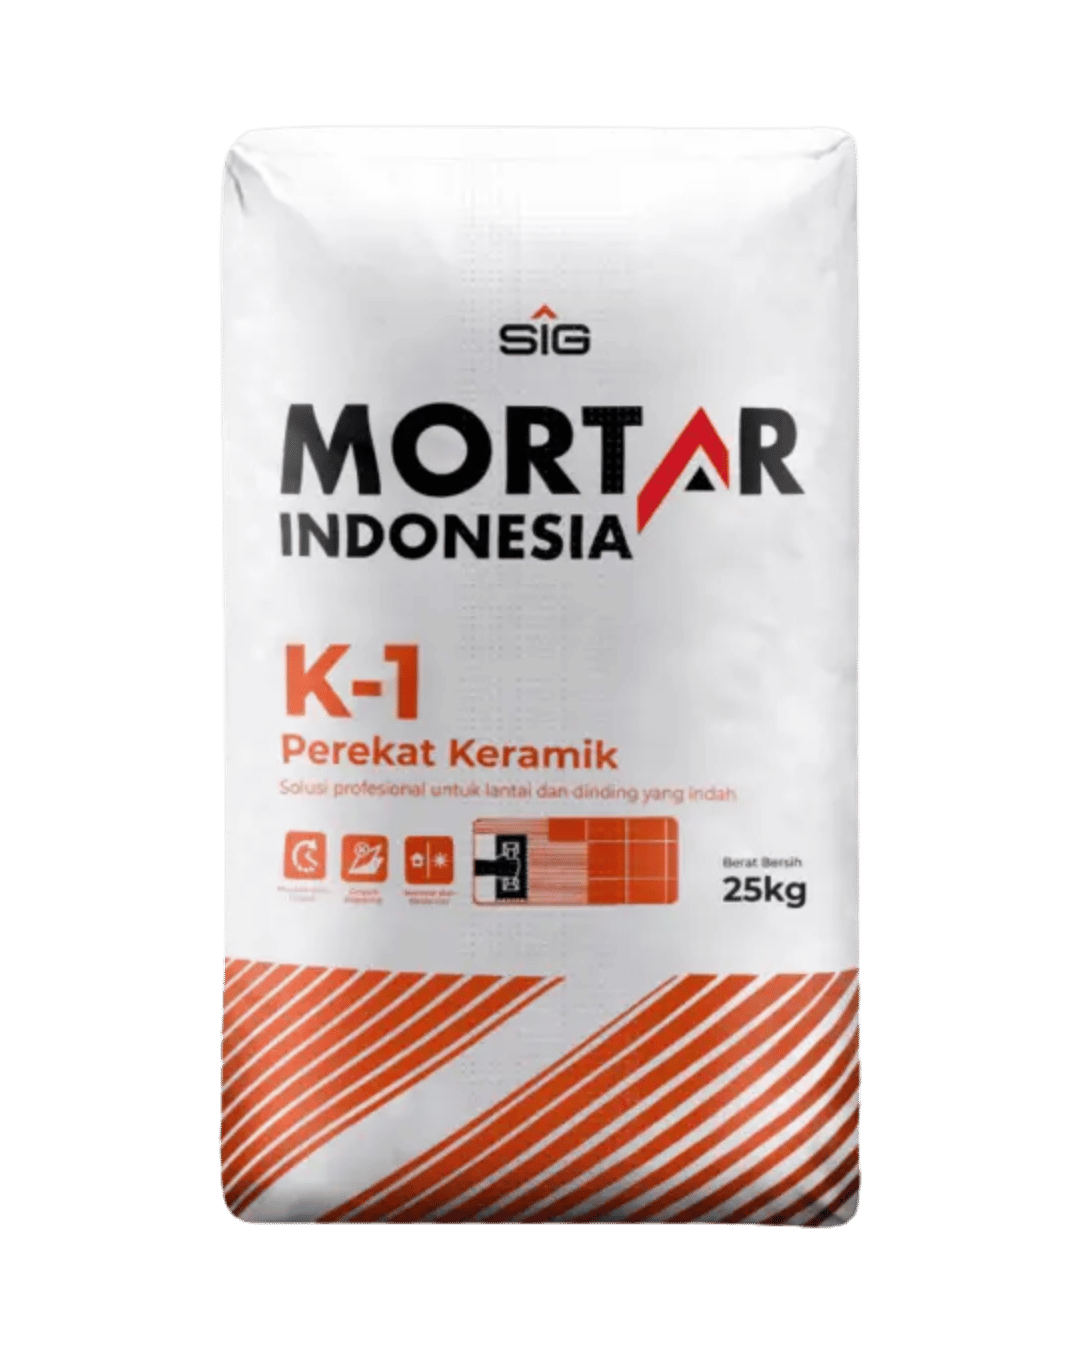 SIG
MORTAR
INDONESIA
K-1
Perekat Keramik
Solusi profesional untuk lantai dan dinding yang indah
Berat Bersih
25kg